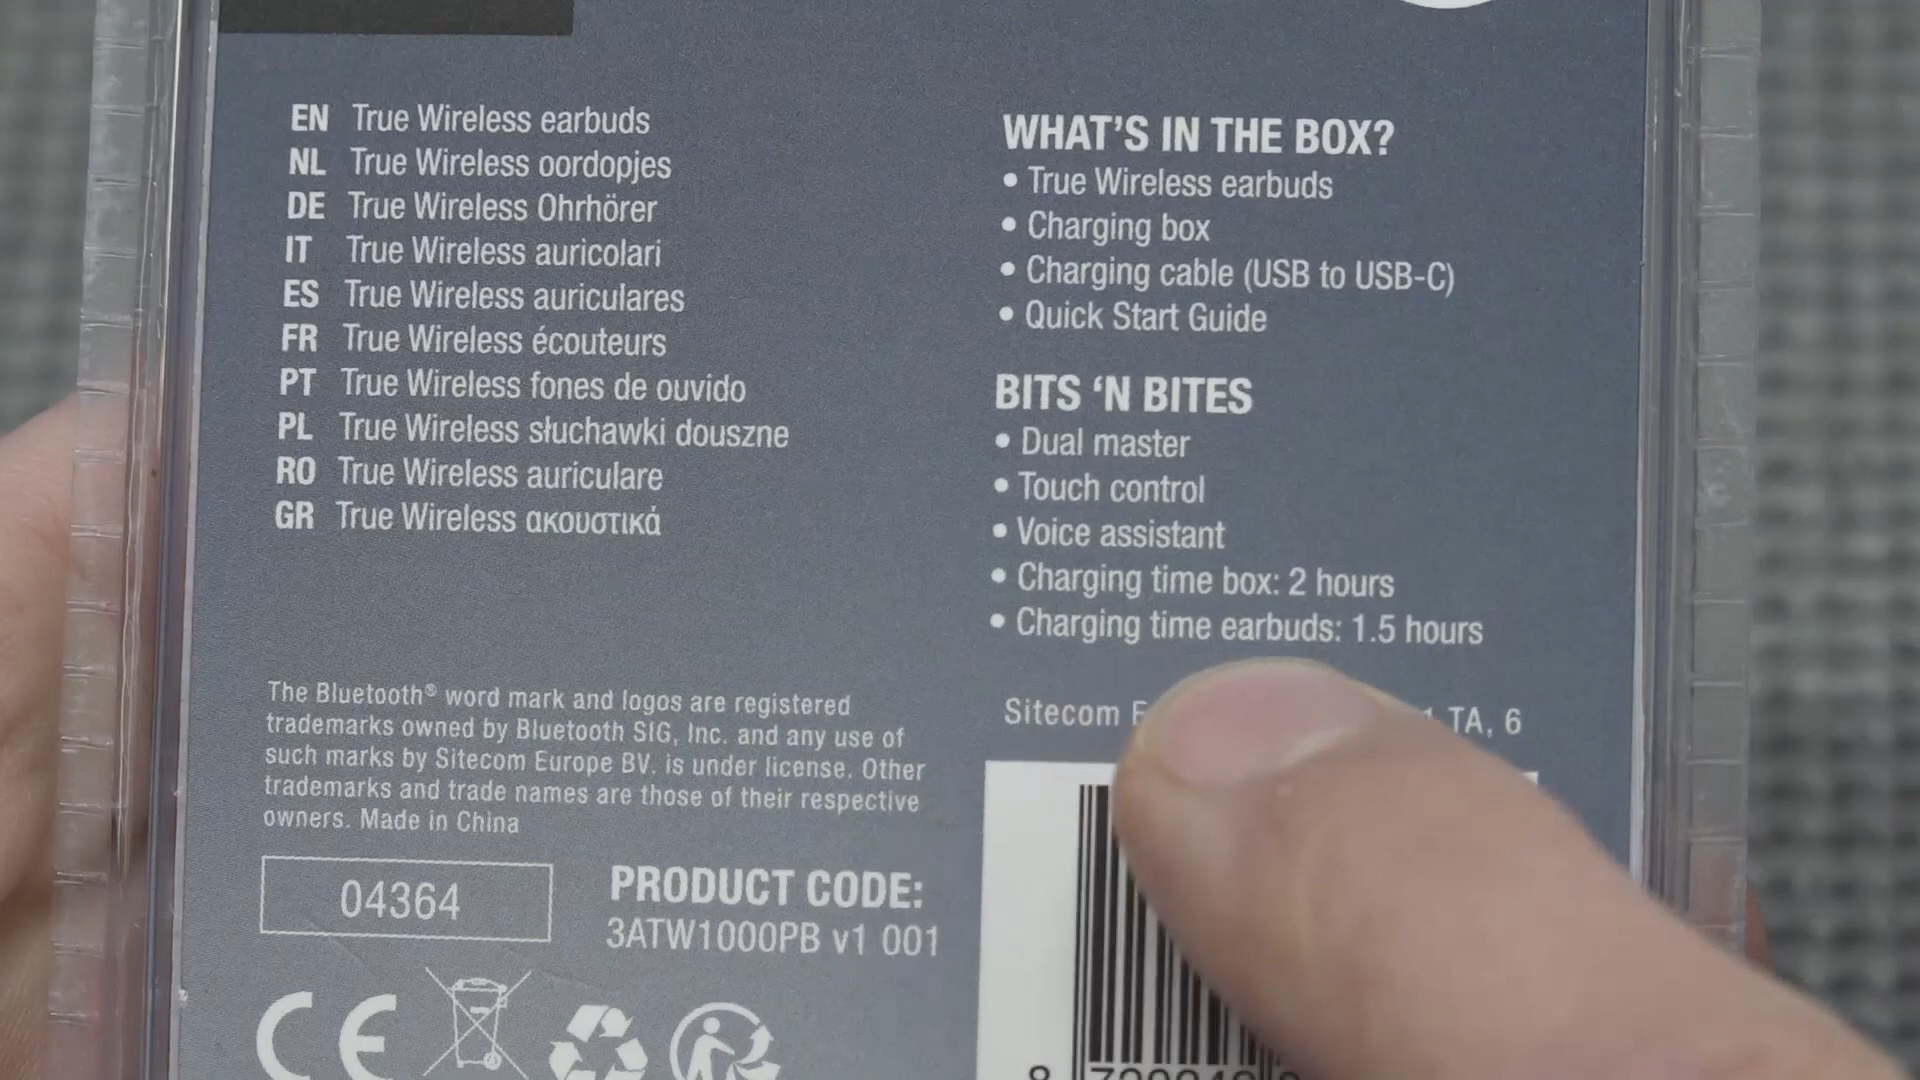 EN True Wireless earbuds
NL True Wireless oordopjes
DE True Wireless Ohrhörer
IT True Wireless auricolari
ES True Wireless auriculares
FR True Wireless écouteurs
PT True Wireless fones de ouvido
PL True Wireless słuchawki douszne
RO True Wireless auriculare
GR True Wireless ακουστικά
The Bluetooth® word mark and logos are registered
trademarks owned by Bluetooth SIG, Inc. and any use of
such marks by Sitecom Europe BV. is under license. Other
trademarks and trade names are those of their respective
owners. Made in China
04364
PRODUCT CODE:
3ATW1000PB v1 001
CE
WHAT'S IN THE BOX?
• True Wireless earbuds
• Charging box
• Charging cable (USB to USB-C)
• Quick Start Guide
BITS ‘N BITES
• Dual master
• Touch control
• Voice assistant
• Charging time box: 2 hours
• Charging time earbuds: 1.5 hours
Sitecom TA, 6
8